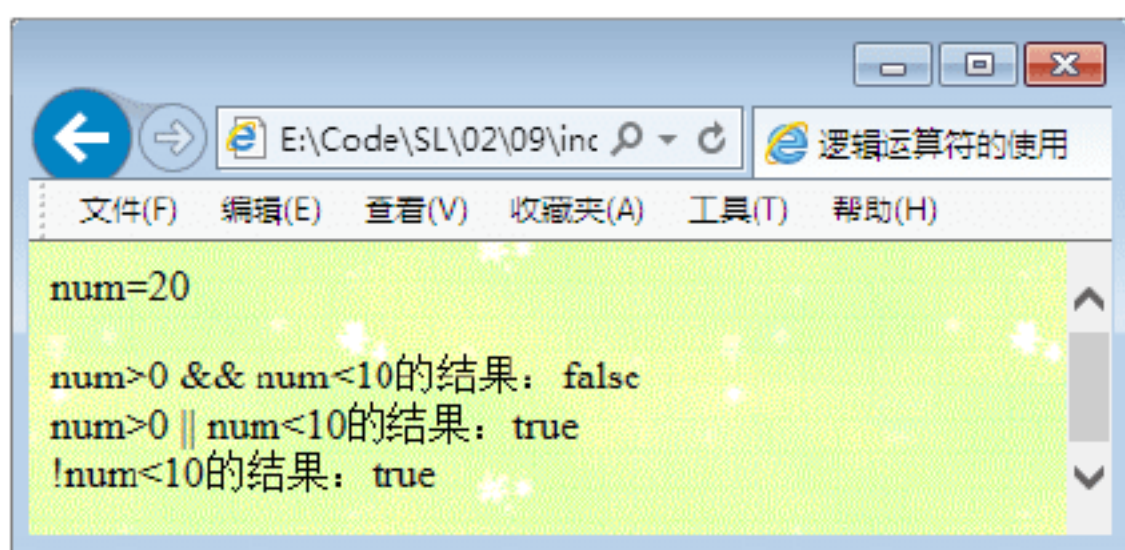 E:\Code\SL\02\09\inc
逻辑运算符的使用
文件(F) 编辑(E) 查看(V) 收藏夹(A) 工具(T) 帮助(H)
num=20
num>0 && num<10的结果：false
num>0 || num<10的结果：true
!num<10的结果：true